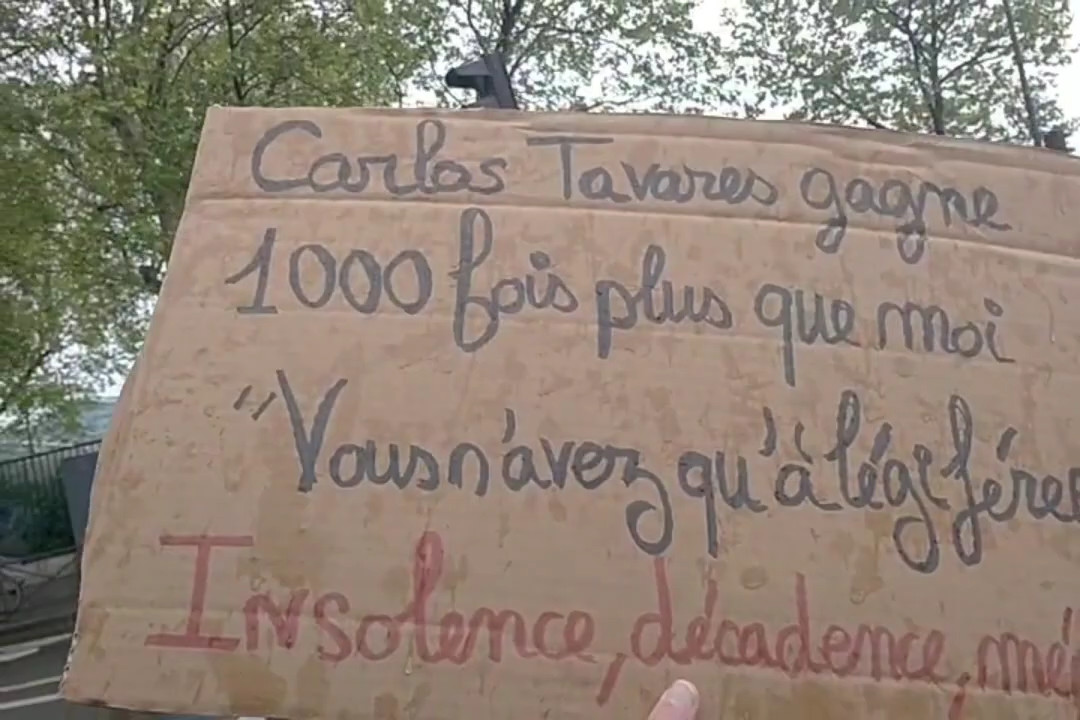 Carlos Tavares gagne
1000 fois plus que moi
"Vous n'avez qu'à légiférer
Insolence, décadence,